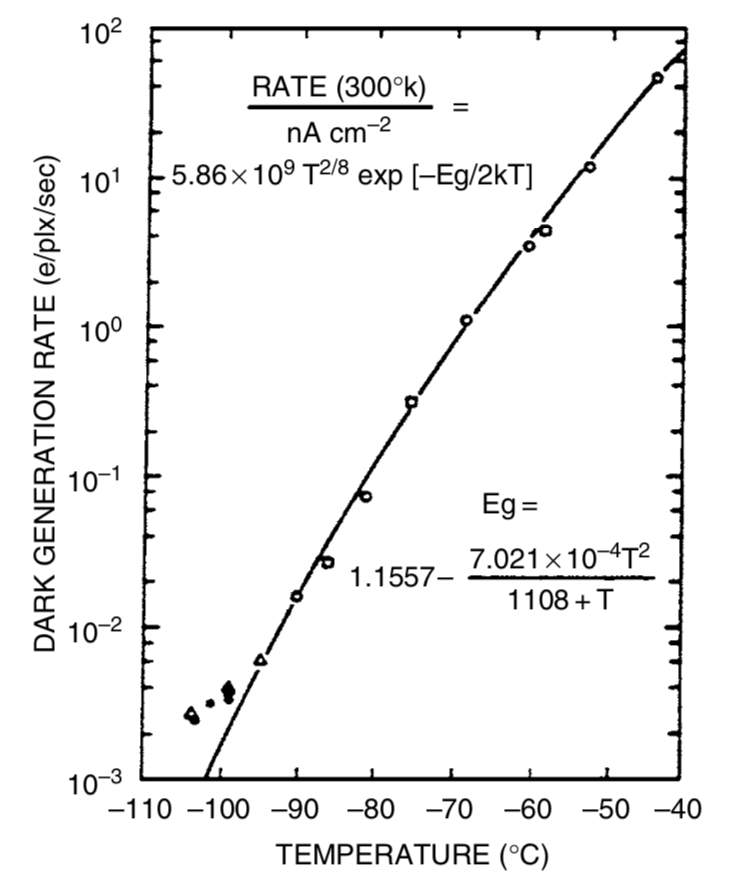 10²
RATE (300°k)
nA cm⁻²
=
5.86×10⁹ T²/⁸ exp [–Eg/2kT]
10¹
10⁰
10⁻¹
10⁻²
10⁻³
DARK GENERATION RATE (e/plx/sec)
Eg=
1.1557–
7.021×10⁻⁴T²
1108+T
–110 –100 –90 –80 –70 –60 –50 –40
TEMPERATURE (°C)